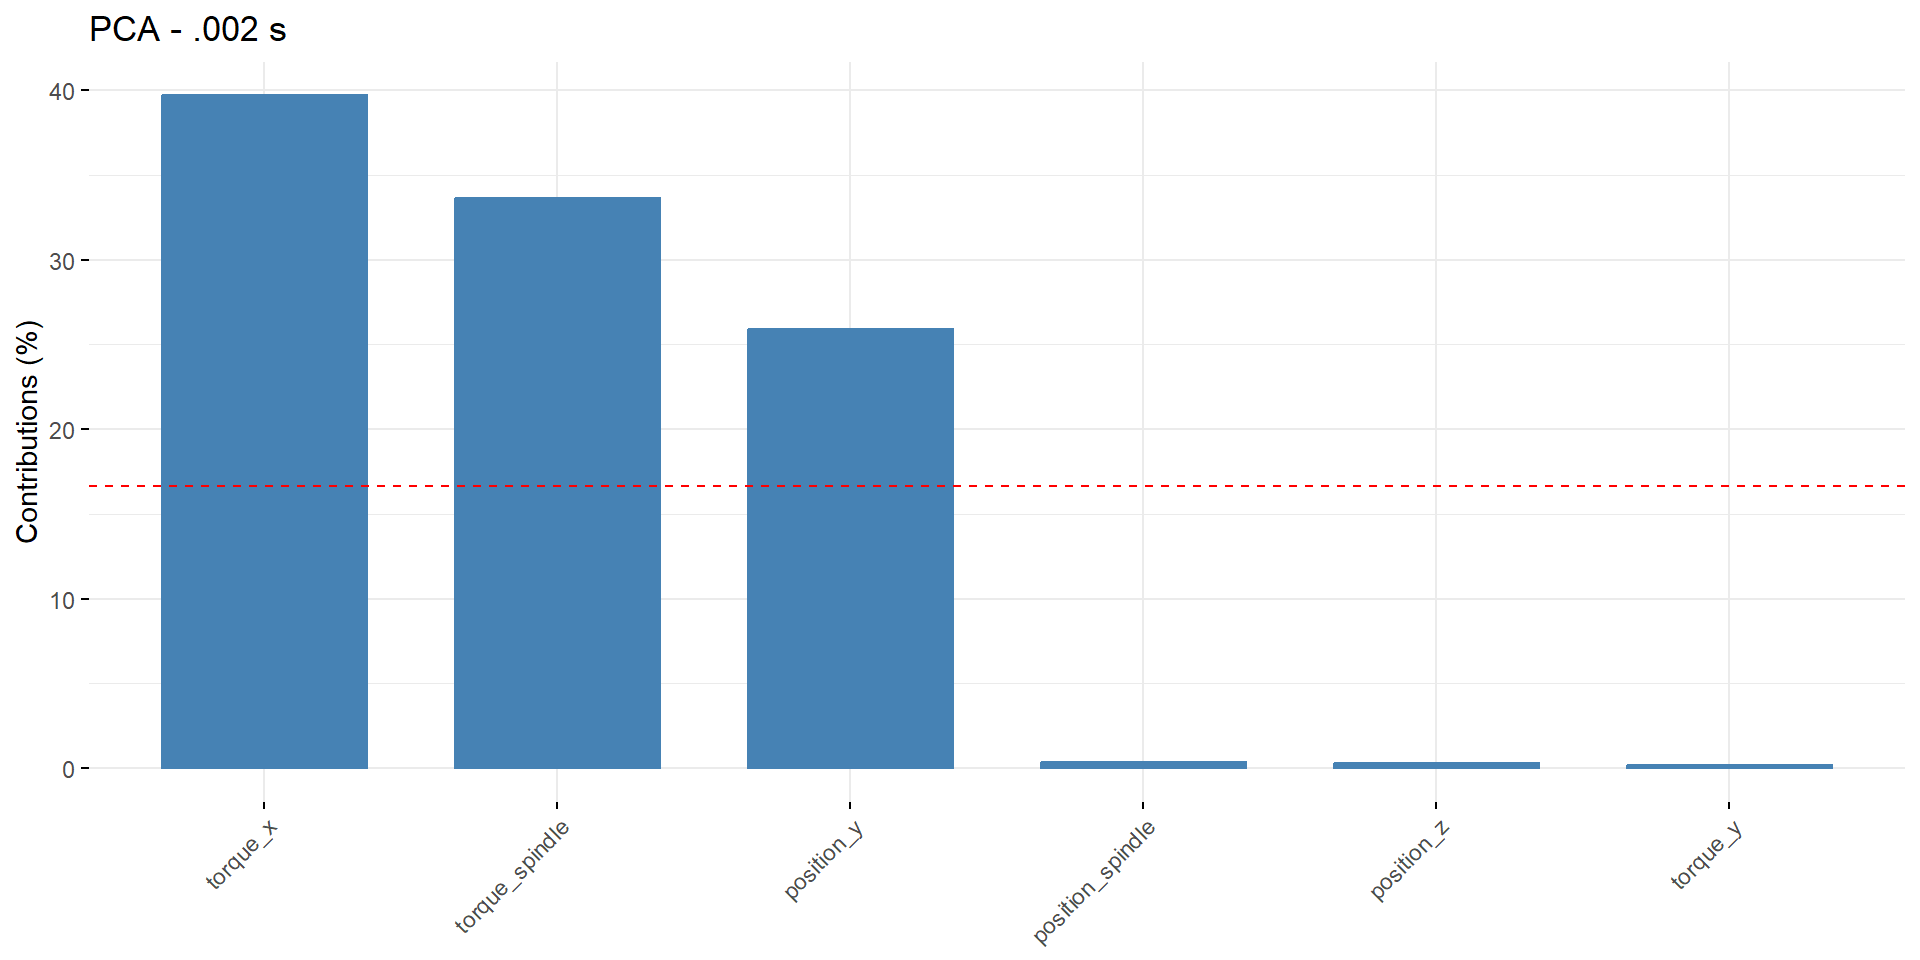 PCA - .002 s
Contributions (%)
40
30
20
10
0
torque_x
torque_spindle
position_y
position_spindle
position_z
torque_y